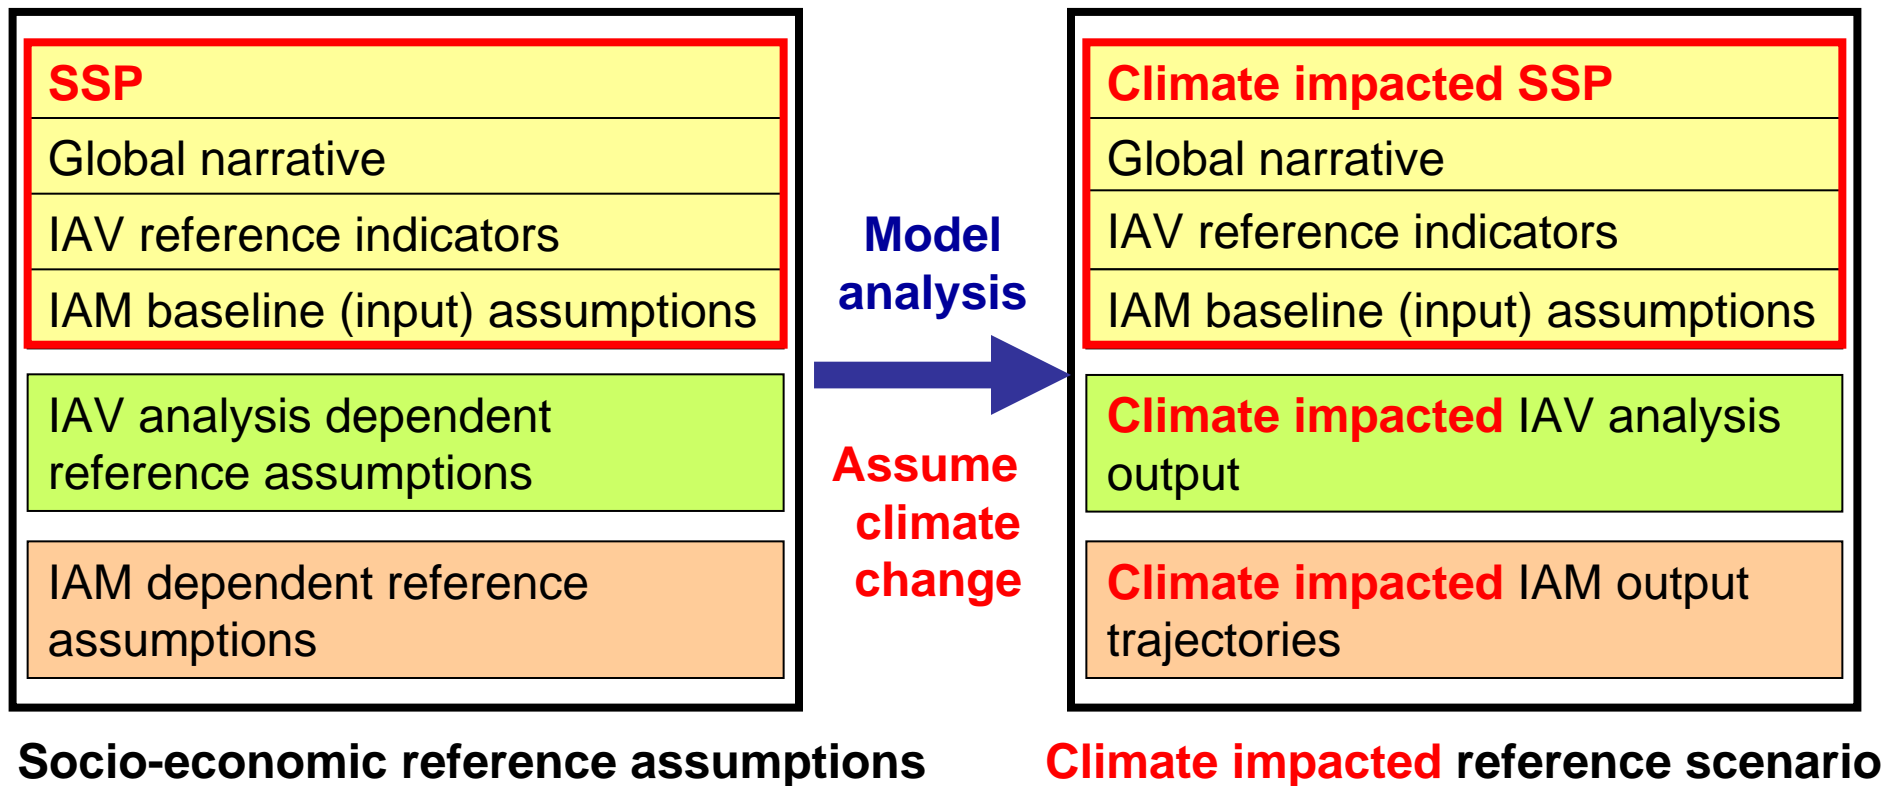 SSP
Global narrative
IAV reference indicators
IAM baseline (input) assumptions
IAV analysis dependent
reference assumptions
IAM dependent reference
assumptions
Socio-economic reference assumptions
Model
analysis
Assume
climate
change
Climate impacted SSP
Global narrative
IAV reference indicators
IAM baseline (input) assumptions
Climate impacted IAV analysis
output
Climate impacted IAM output
trajectories
Climate impacted reference scenario